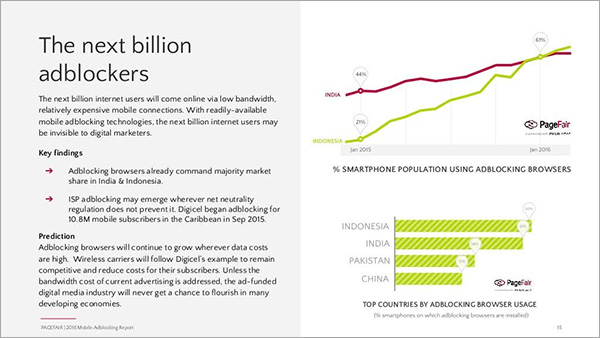 The next billion
adblockers
The next billion internet users will come online via low bandwidth,
relatively expensive mobile connections. With readily-available
mobile adblocking technologies, the next billion internet users may
be invisible to digital marketers.
Key findings
➔ Adblocking browsers already command majority market
share in India & Indonesia.
➔ ISP adblocking may emerge wherever net neutrality
regulation does not prevent it. Digicel began adblocking for
10.8M mobile subscribers in the Caribbean in Sep 2015.
Prediction
Adblocking browsers will continue to grow wherever data costs
are high. Wireless carriers will follow Digicel's example to remain
competitive and reduce costs for their subscribers. Unless the
bandwidth cost of current advertising is addressed, the ad-funded
digital media industry will never get a chance to flourish in many
developing economies.
PAGEFAIR | 2016 Mobile Adblocking Report
61%
44%
INDIA
21%
INDONESIA
PageFair
Jan 2015
Jan 2016
% SMARTPHONE POPULATION USING ADBLOCKING BROWSERS
INDONESIA
INDIA
PAKISTAN
CHINA
PageFair
TOP COUNTRIES BY ADBLOCKING BROWSER USAGE
(% smartphones on which adblocking browsers are installed)